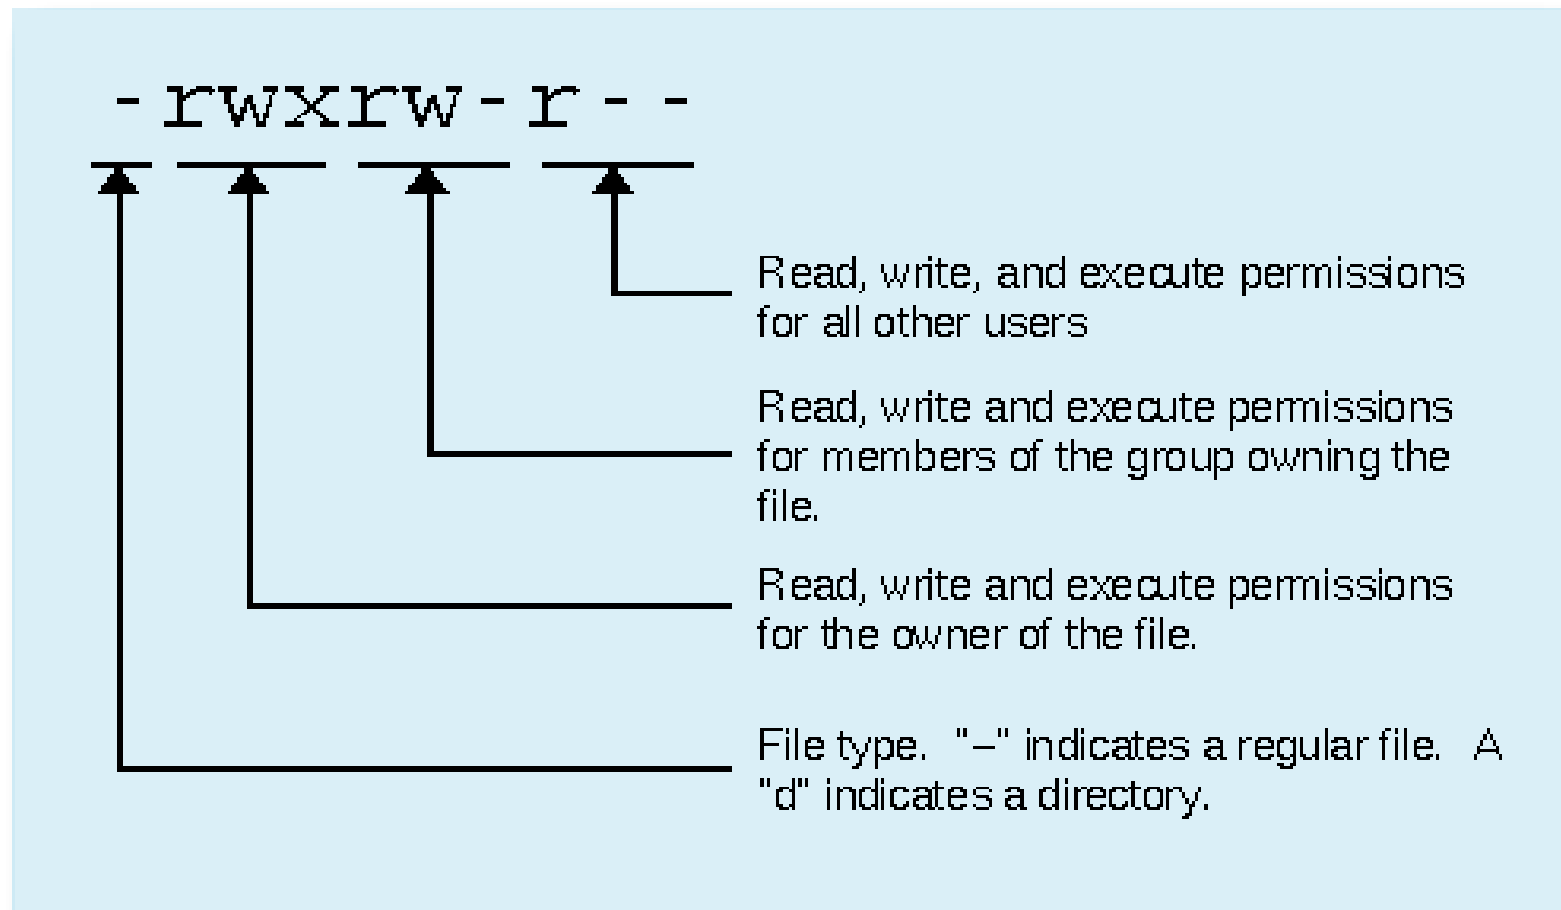 -rwxrw-r--
Read, write, and execute permissions
for all other users
Read, write and execute permissions
for members of the group owning the
file.
Read, write and execute permissions
for the owner of the file.
File type. "–" indicates a regular file. A
"d" indicates a directory.